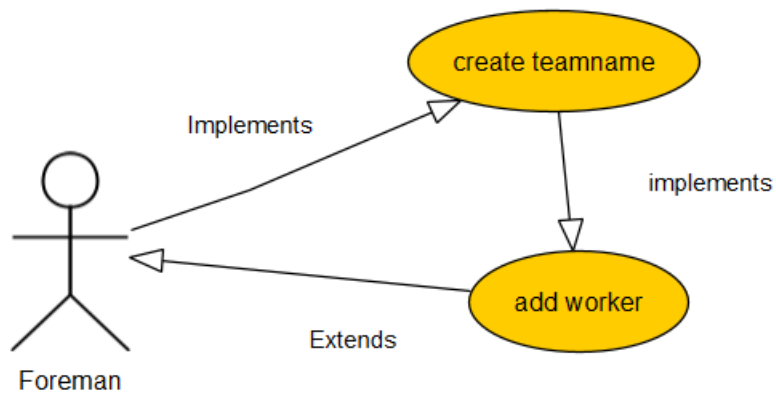 create teamname
Implements
implements
add worker
Extends
Foreman